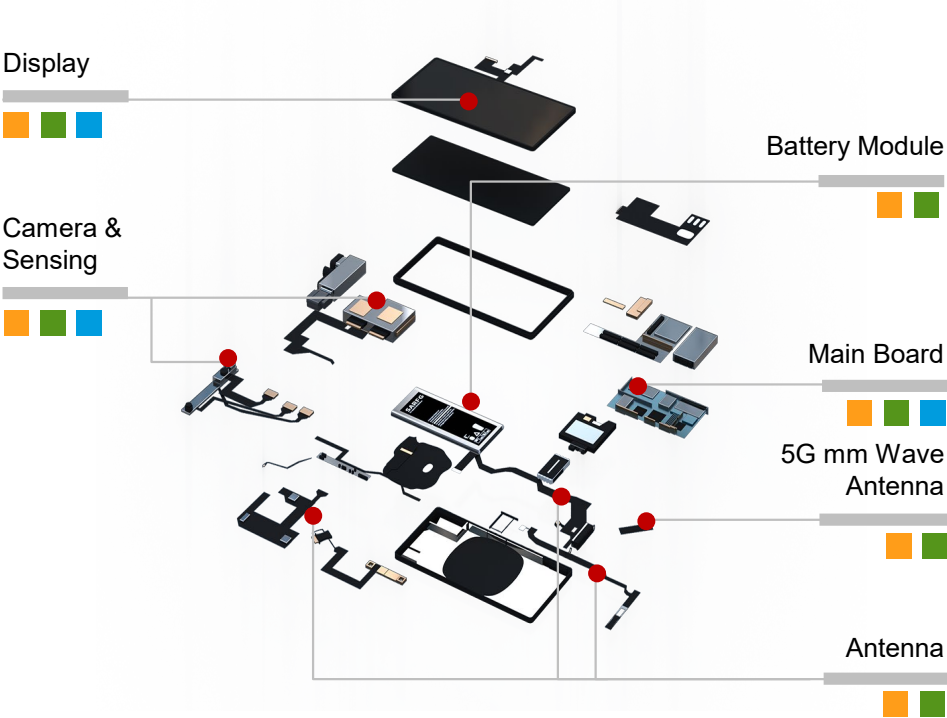 Display
Battery Module
Camera &
Sensing
Main Board
5G mm Wave
Antenna
Antenna